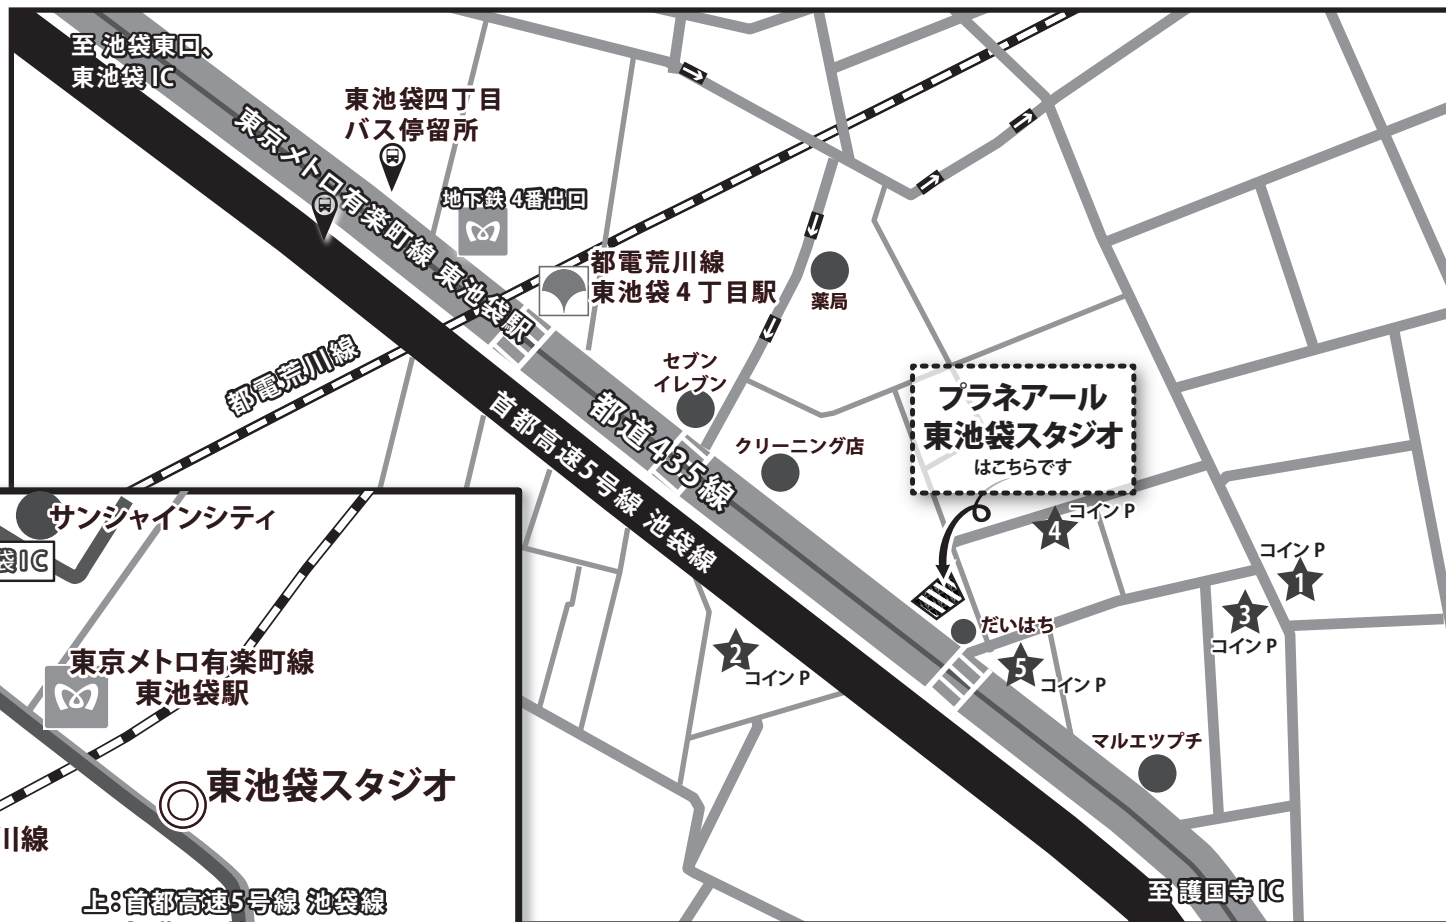 至 池袋東口、
東池袋 IC
東池袋四丁目
バス停留所
東京メトロ有楽町線 東池袋駅
地下鉄 4番出口
都電荒川線
東池袋 4 丁目駅
薬局
都電荒川線
セブン
イレブン
首都高速5号線 池袋線
都道435線
クリーニング店
プラネアール
東池袋スタジオ
はこちらです
4
コイン P
コイン P
1
3
コイン P
だいはち
2
コイン P
5
コイン P
マルエツプチ
至 護国寺 IC
サンシャインシティ
袋IC
東京メトロ有楽町線
東池袋駅
東池袋スタジオ
川線
上:首都高速5号線 池袋線